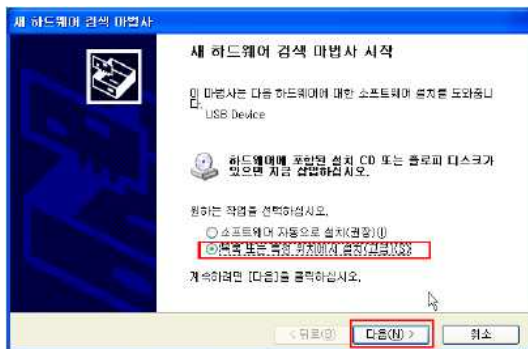 새 하드웨어 검색 마법사
새 하드웨어 검색 마법사 시작
이 마법사는 다음 하드웨어에 대한 소프트웨어 설치를 도와줍니
다.
USB Device
하드웨어에 포함된 설치 CD 또는 플로피 디스크가
있으면 지금 삽입하십시오.
원하는 작업을 선택하십시오.
소프트웨어 자동으로 설치(권장)(I)
목록 또는 특정 위치에서 설치(고급)(S)
계속하려면 [다음]을 클릭하십시오.
< 뒤로(B)
다음(N) >
취소